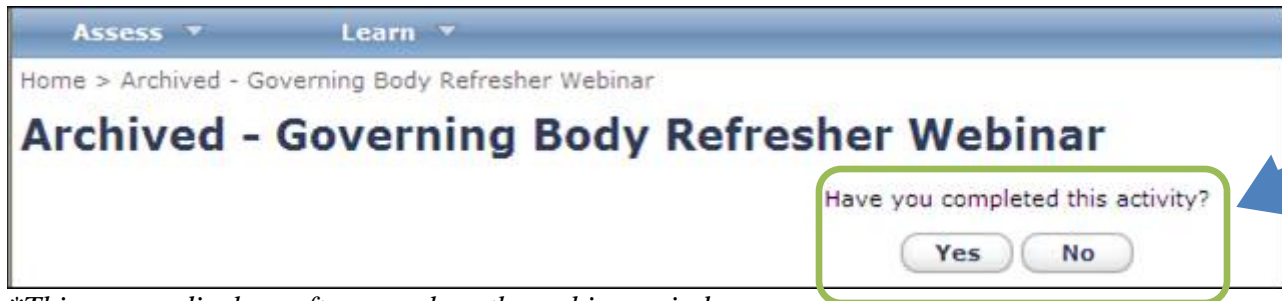 Assess Learn
Home > Archived - Governing Body Refresher Webinar
Archived - Governing Body Refresher Webinar
Have you completed this activity?
Yes No